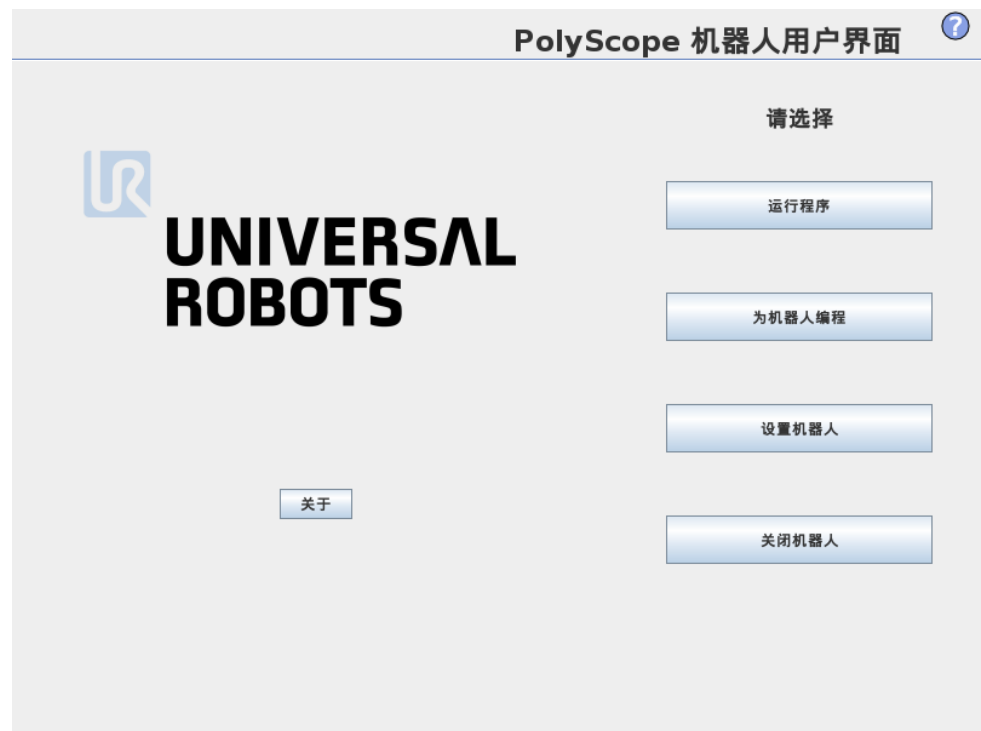 PolyScope 机器人用户界面
?
请选择
UR
UNIVERSAL
ROBOTS
运行程序
为机器人编程
设置机器人
关于
关闭机器人